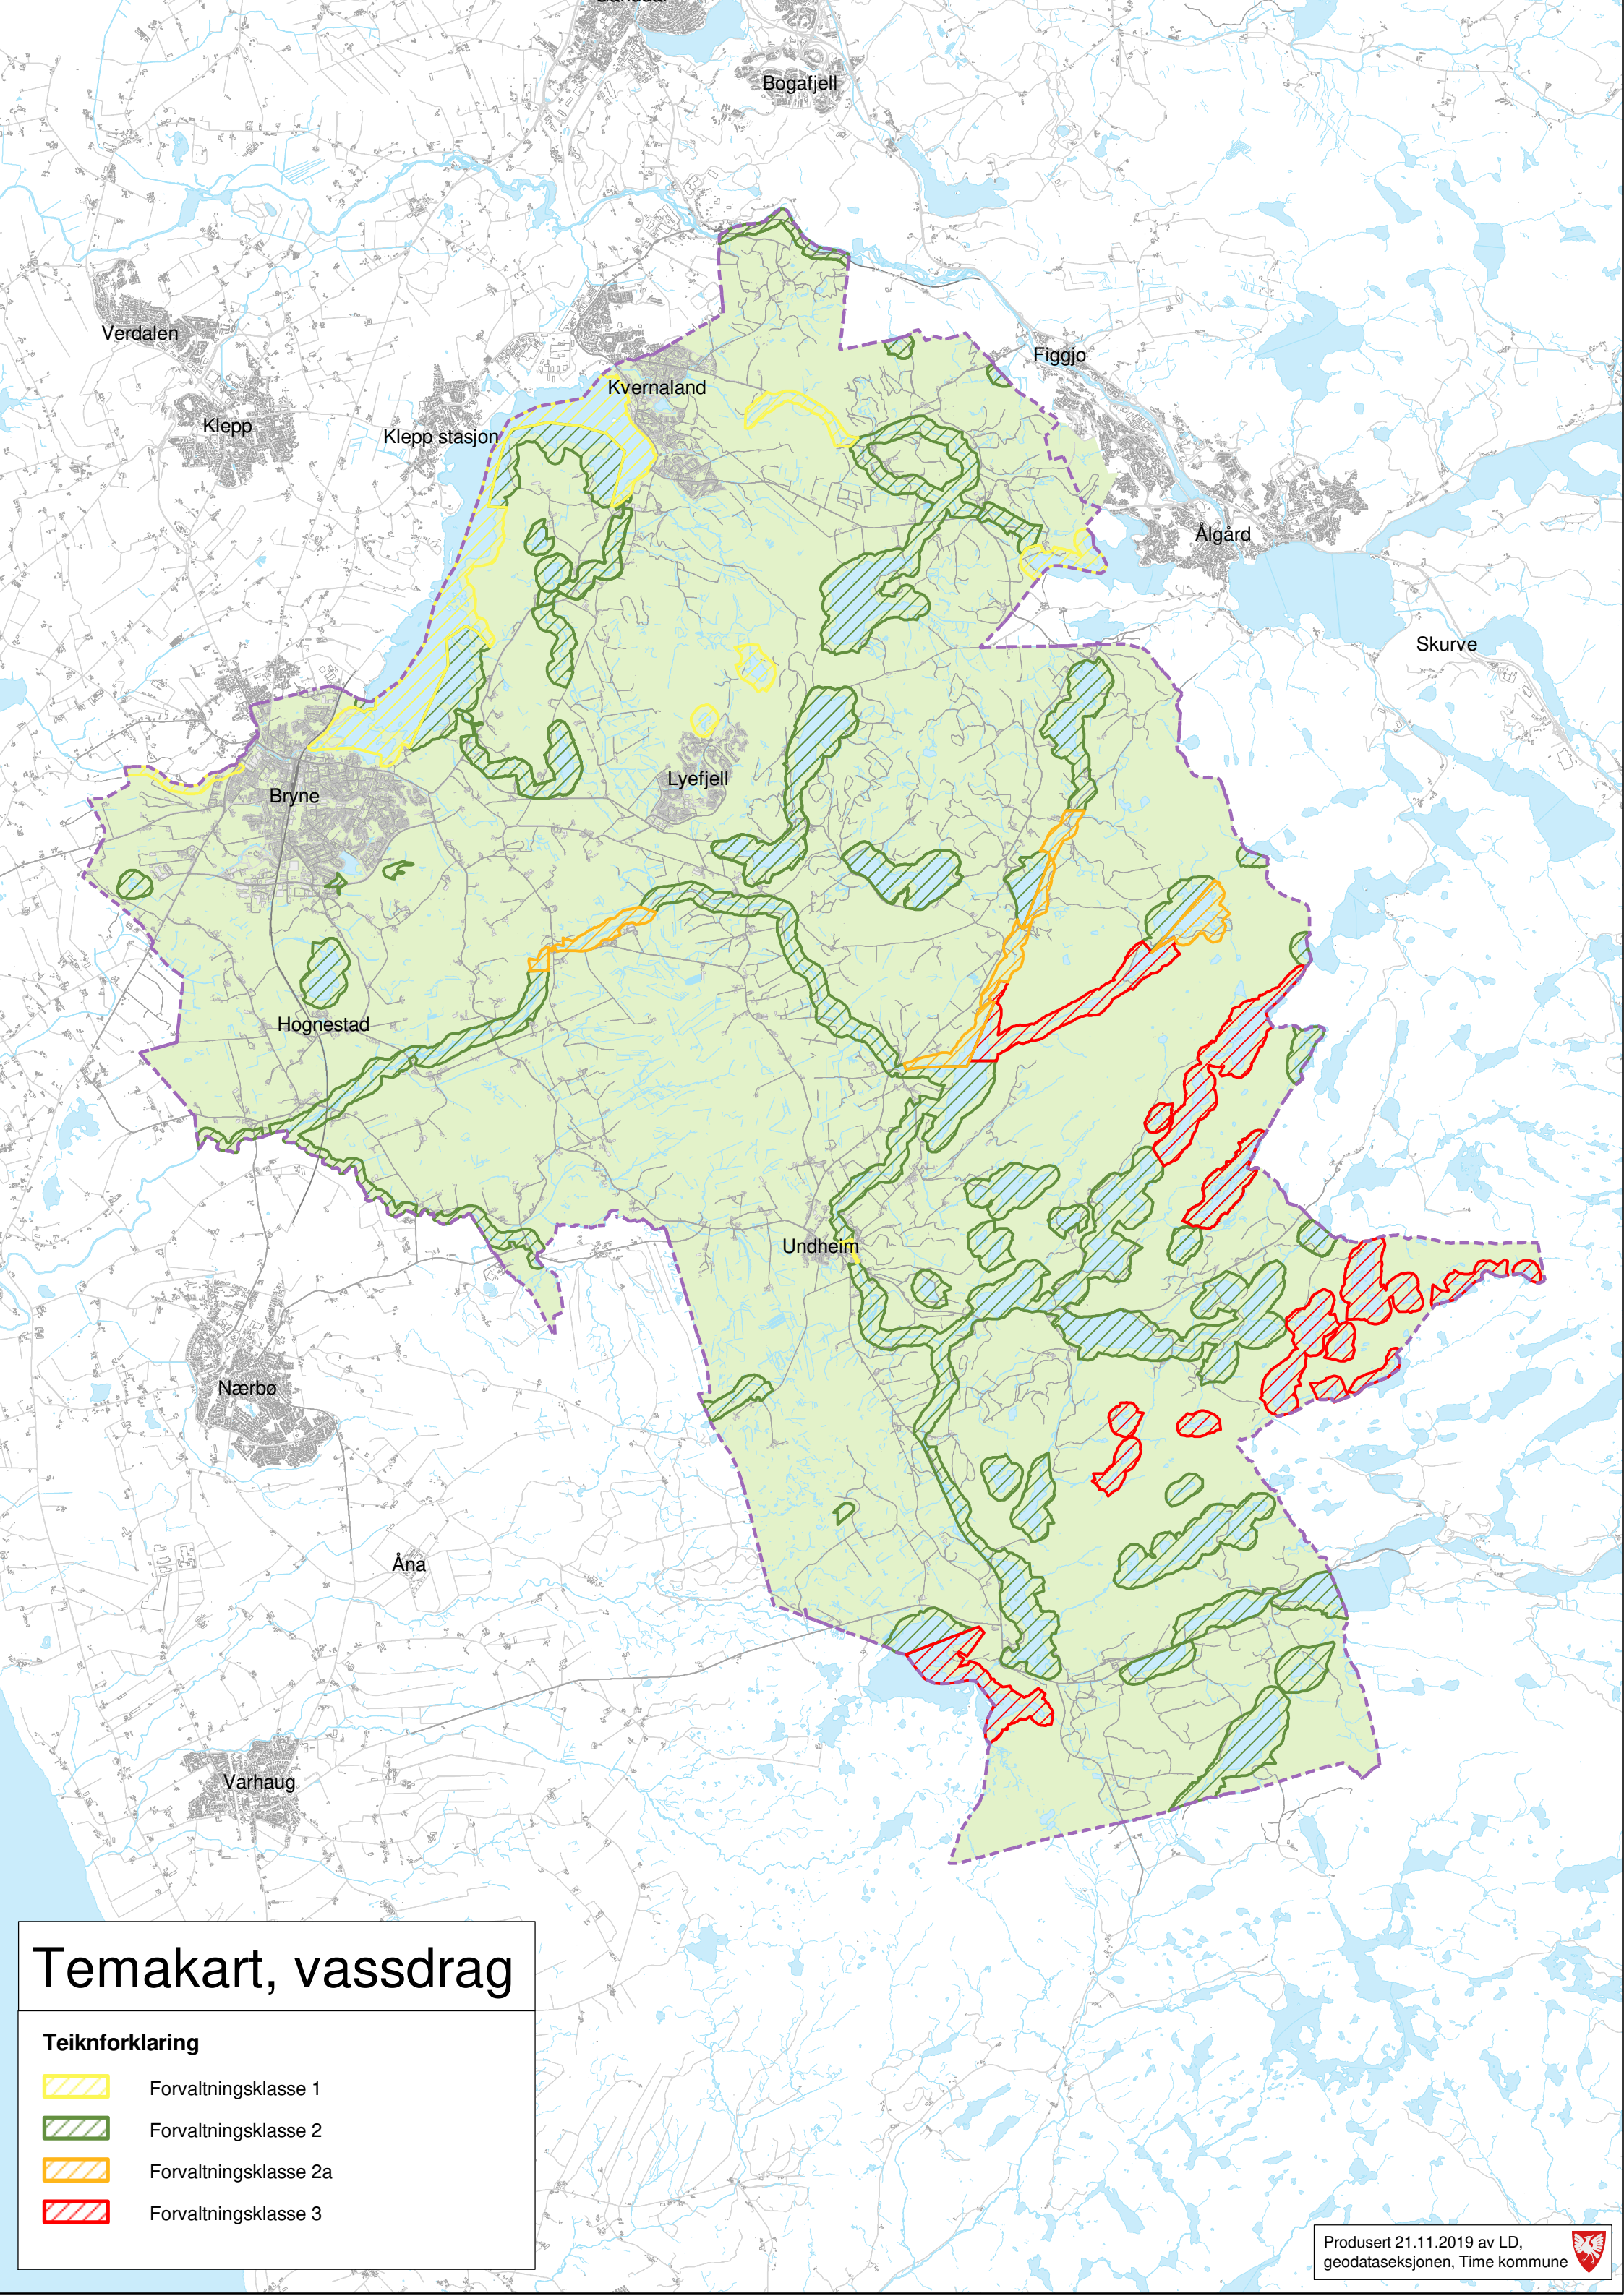 Bogafjell
Verdalen
Figgjo
Kvernaland
Klepp
Klepp stasjon
Ålgård
Skurve
Lyefjell
Bryne
Hognestad
Undheim
Nærbø
Åna
Varhaug
Temakart, vassdrag
Teiknforklaring
Forvaltningsklasse 1
Forvaltningsklasse 2
Forvaltningsklasse 2a
Forvaltningsklasse 3
Produsert 21.11.2019 av LD,
geodataseksjonen, Time kommune